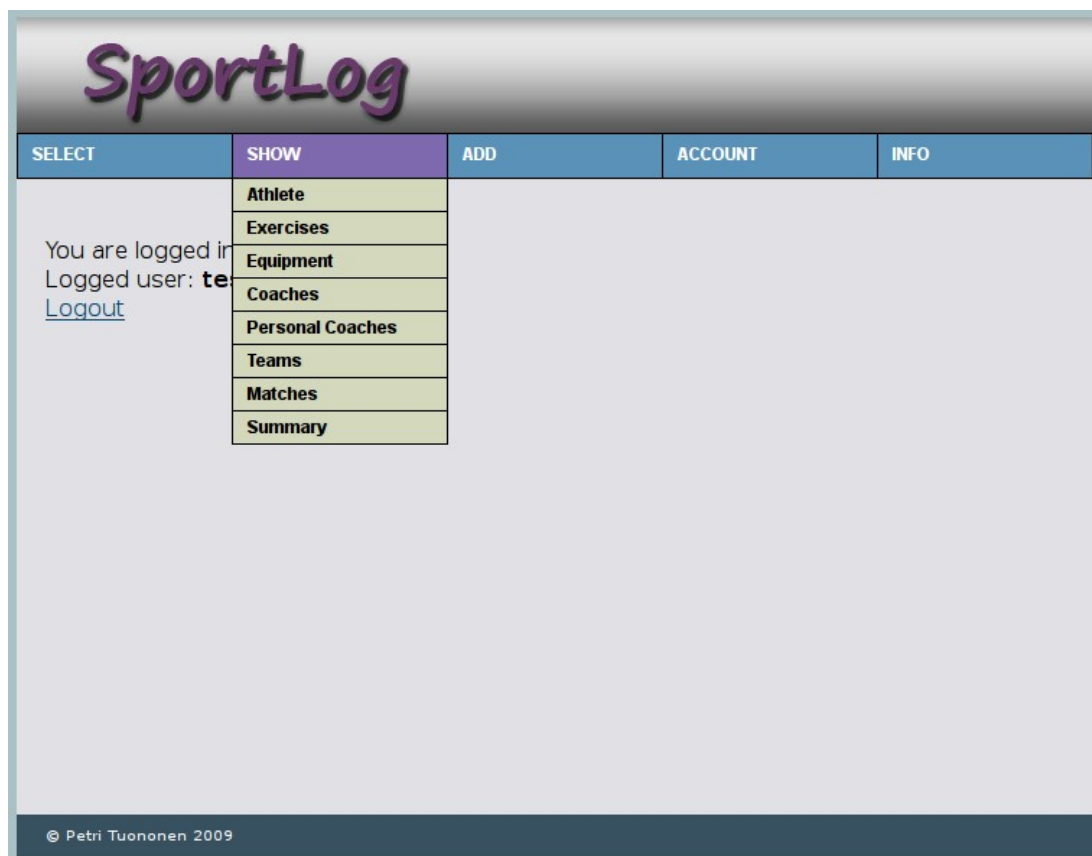 SportLog
SELECT SHOW ADD ACCOUNT INFO
Athlete
Exercises
Equipment
Coaches
Personal Coaches
Teams
Matches
Summary
You are logged
Logged user:
Logout
© Petri Tuononen 2009